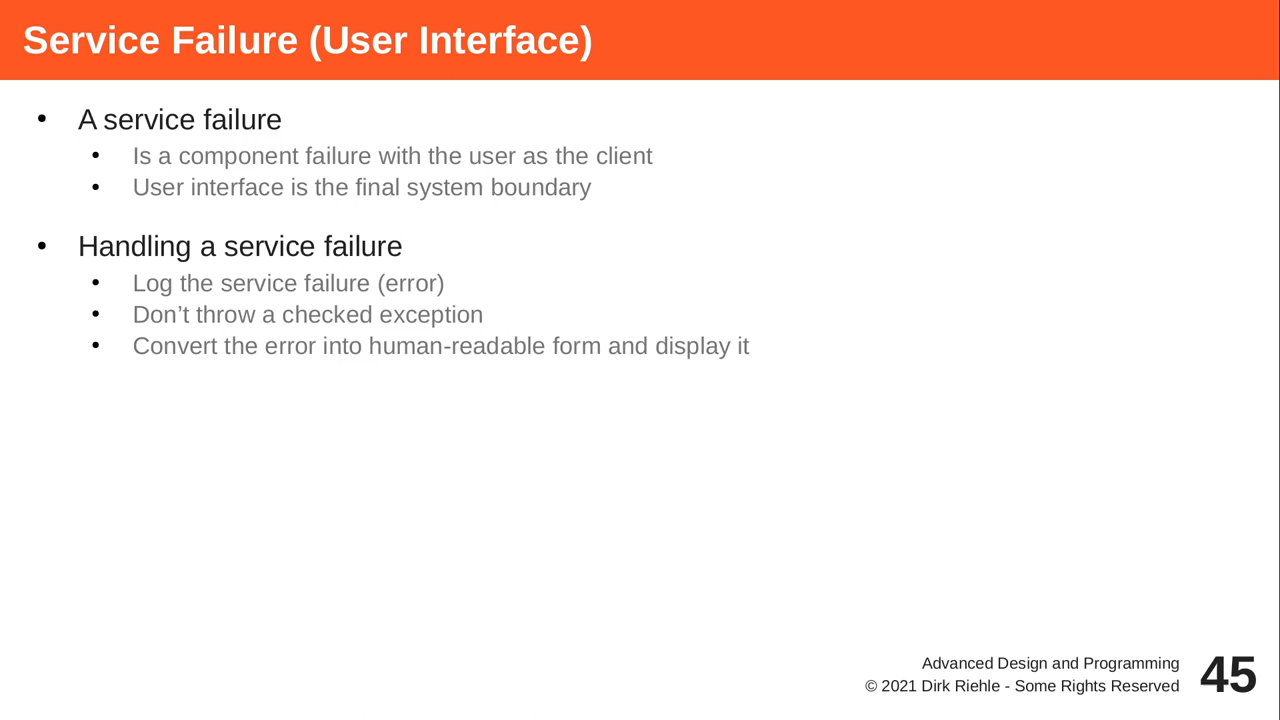 Service Failure (User Interface)
• A service failure
• Is a component failure with the user as the client
• User interface is the final system boundary
• Handling a service failure
• Log the service failure (error)
• Don’t throw a checked exception
• Convert the error into human-readable form and display it
Advanced Design and Programming
© 2021 Dirk Riehle - Some Rights Reserved
45